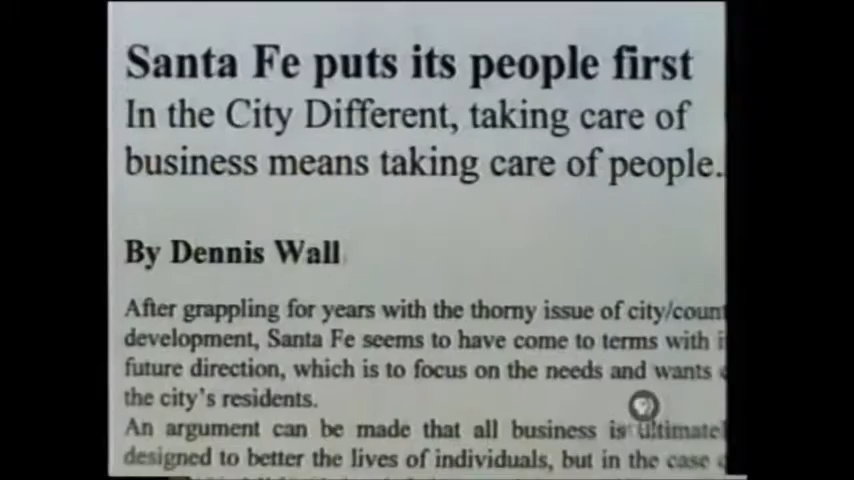 Santa Fe puts its people first
In the City Different, taking care of
business means taking care of people.
By Dennis Wall
After grappling for years with the thorny issue of
development, Santa Fe seems to have come to terms with
future direction, which is to focus on the needs and wants
the city's residents.
An argument can be made that all business is
designed to better the lives of individuals, but in the case